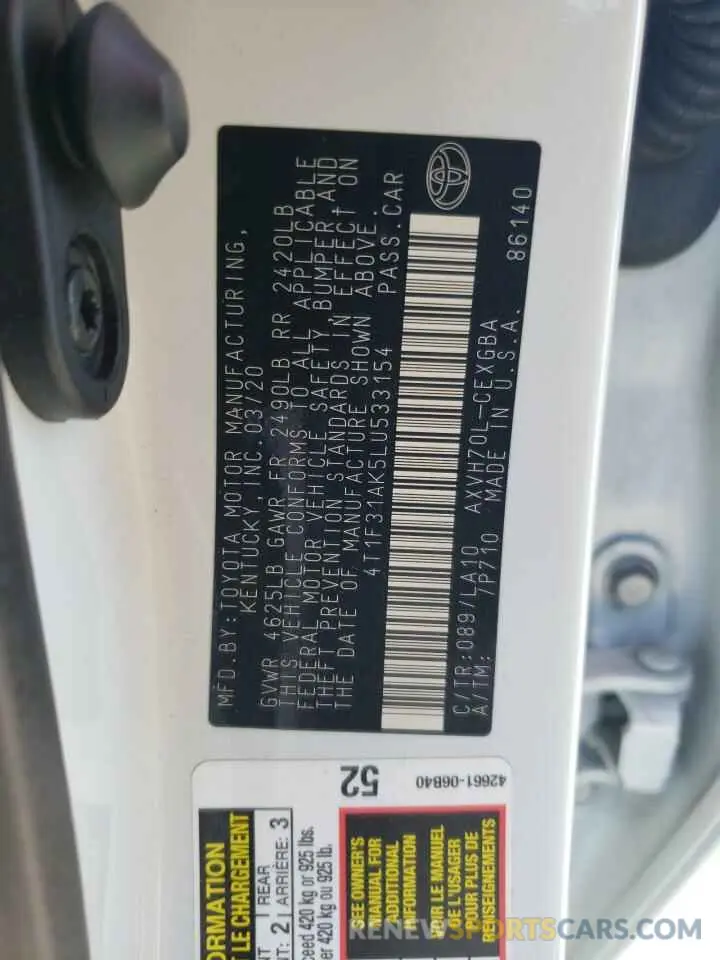 MFD.BY:TOYOTA MOTOR MANUFACTURING,
KENTUCKY,INC.03/20
GVWR 4625LB GAWR FR 2490LB RR 2420LB
THIS VEHICLE CONFORMS TO ALL APPLICABLE
FEDERAL MOTOR VEHICLE SAFETY, BUMPER, AND
THEFT PREVENTION STANDARDS IN EFFECT ON
THE DATE OF MANUFACTURE SHOWN ABOVE.
4T1F31AK5LU533154 PASS.CAR
C/TR:089/LA10 AXVH70L-CEXGBA
A/TM: 7P710 MADE IN U.S.A. 86140
52
42661-06B40
ORMATION
T LE CHARGEMENT
NT REAR
NT: 2 ARRIÈRE: 3
ceed 420 kg or 925 lbs.
er 420 kg ou 925 lb.
SEE OWNER'S
MANUAL FOR
ADDITIONAL
INFORMATION
VOIR LE MANUEL
DE L'USAGER
POUR PLUS DE
RENSEIGNEMENTS
RENEWSPORTSCARS.COM